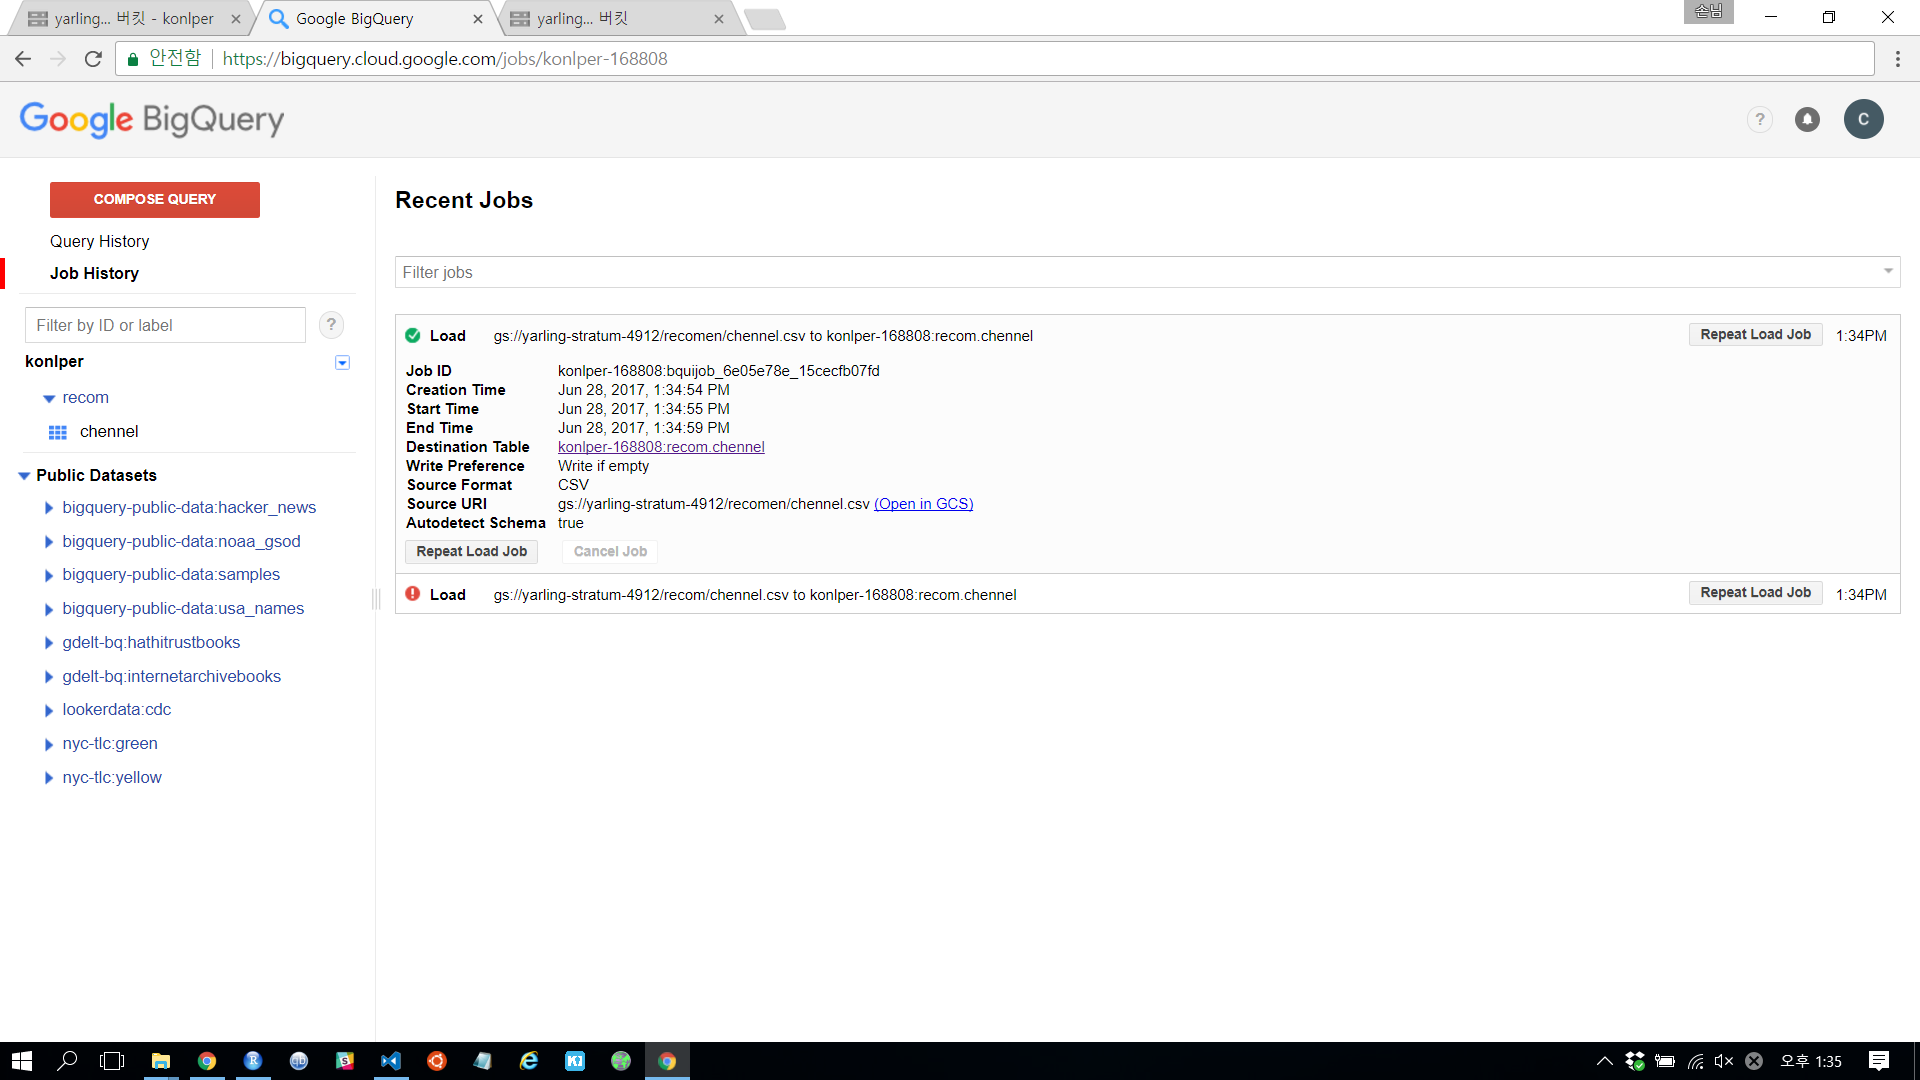 yarling... 버킷 - konlper
Google BigQuery
yarling... 버킷
손님
안전함
https://bigquery.cloud.google.com/jobs/konlper-168808
Google BigQuery
?
C
COMPOSE QUERY
Query History
Job History
Filter by ID or label
?
konlper
recom
chennel
Public Datasets
bigquery-public-data:hacker_news
bigquery-public-data:noaa_gsod
bigquery-public-data:samples
bigquery-public-data:usa_names
gdelt-bq:hathitrustbooks
gdelt-bq:internetarchivebooks
lookerdata:cdc
nyc-tlc:green
nyc-tlc:yellow
Recent Jobs
Filter jobs
Load gs://yarling-stratum-4912/recomen/chennel.csv to konlper-168808:recom.chennel Repeat Load Job 1:34PM
Job ID konlper-168808:bquijob_6e05e78e_15cecfb07fd
Creation Time Jun 28, 2017, 1:34:54 PM
Start Time Jun 28, 2017, 1:34:55 PM
End Time Jun 28, 2017, 1:34:59 PM
Destination Table konlper-168808:recom.chennel
Write Preference Write if empty
Source Format CSV
Source URI gs://yarling-stratum-4912/recomen/chennel.csv (Open in GCS)
Autodetect Schema true
Repeat Load Job Cancel Job
Load gs://yarling-stratum-4912/recom/chennel.csv to konlper-168808:recom.chennel Repeat Load Job 1:34PM
오후 1:35